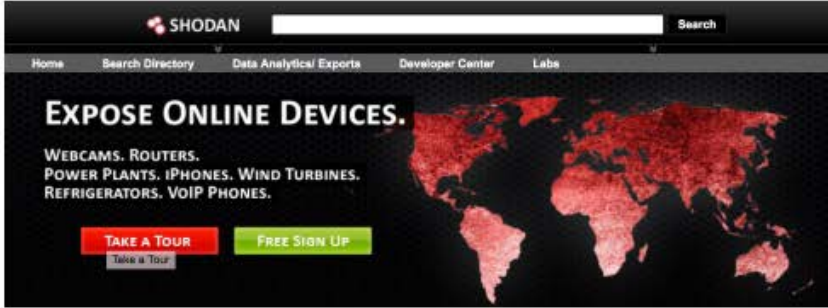 SHODAN Search
Home Search Directory Data Analytics/ Exports Developer Center Labs
EXPOSE ONLINE DEVICES.
WEBCAMS. ROUTERS.
POWER PLANTS. IPHONES. WIND TURBINES.
REFRIGERATORS. VOIP PHONES.
TAKE A TOUR FREE SIGN UP
Take a Tour